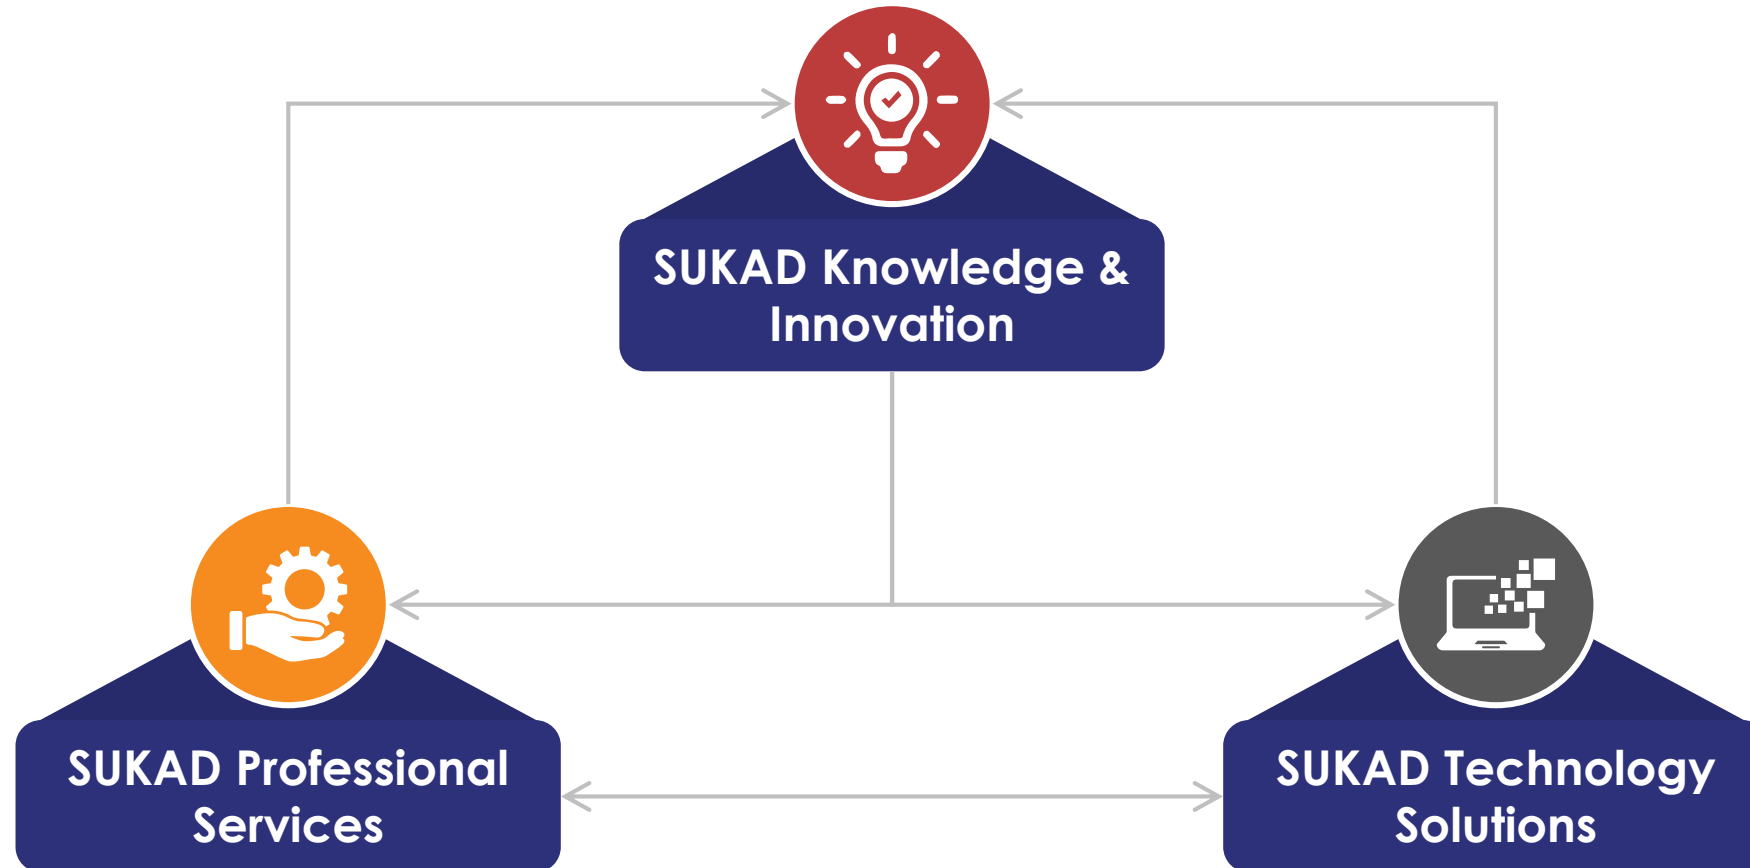 SUKAD Knowledge &
Innovation
SUKAD Professional
Services
SUKAD Technology
Solutions